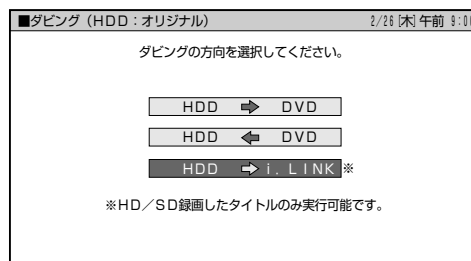 ■ダビング（HDD：オリジナル） 2/26[木]午前 9:0
ダビングの方向を選択してください。
HDD ➡ DVD
HDD ⬅ DVD
HDD ⇨ i. LINK※
※HD／SD録画したタイトルのみ実行可能です。